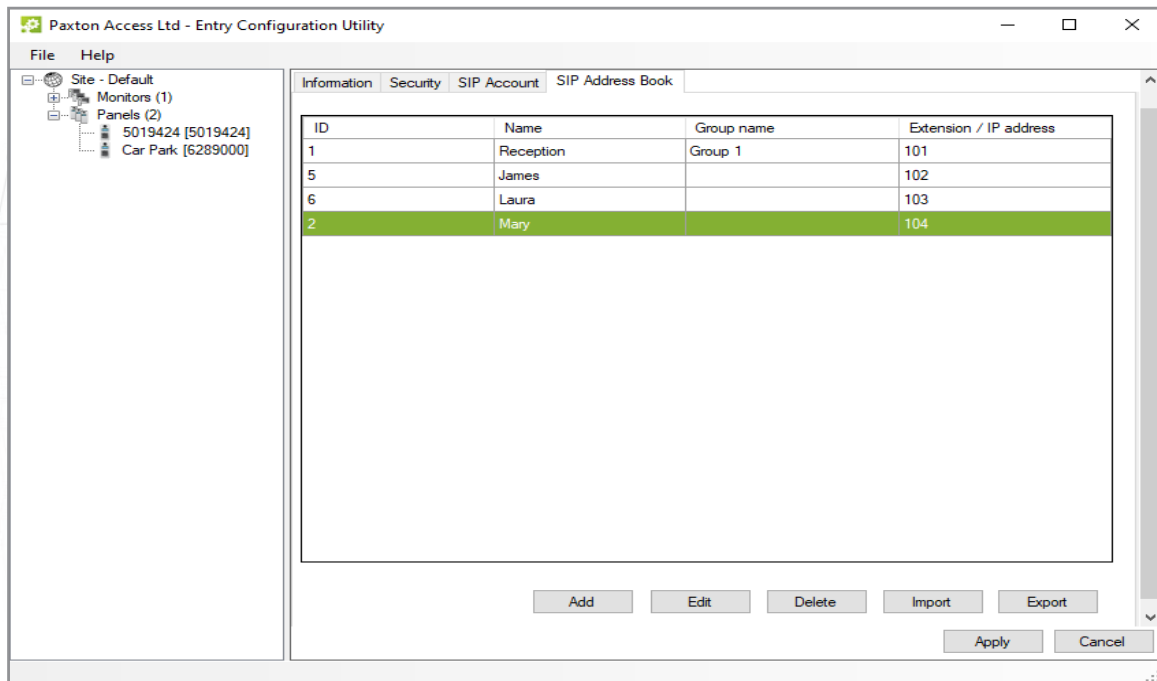 Paxton Access Ltd - Entry Configuration Utility
File Help
Site - Default
Monitors (1)
Panels (2)
5019424 [5019424]
Car Park [6289000]
Information Security SIP Account SIP Address Book
ID Name Group name Extension / IP address
1 Reception Group 1 101
5 James 102
6 Laura 103
2 Mary 104
Add Edit Delete Import Export
Apply Cancel